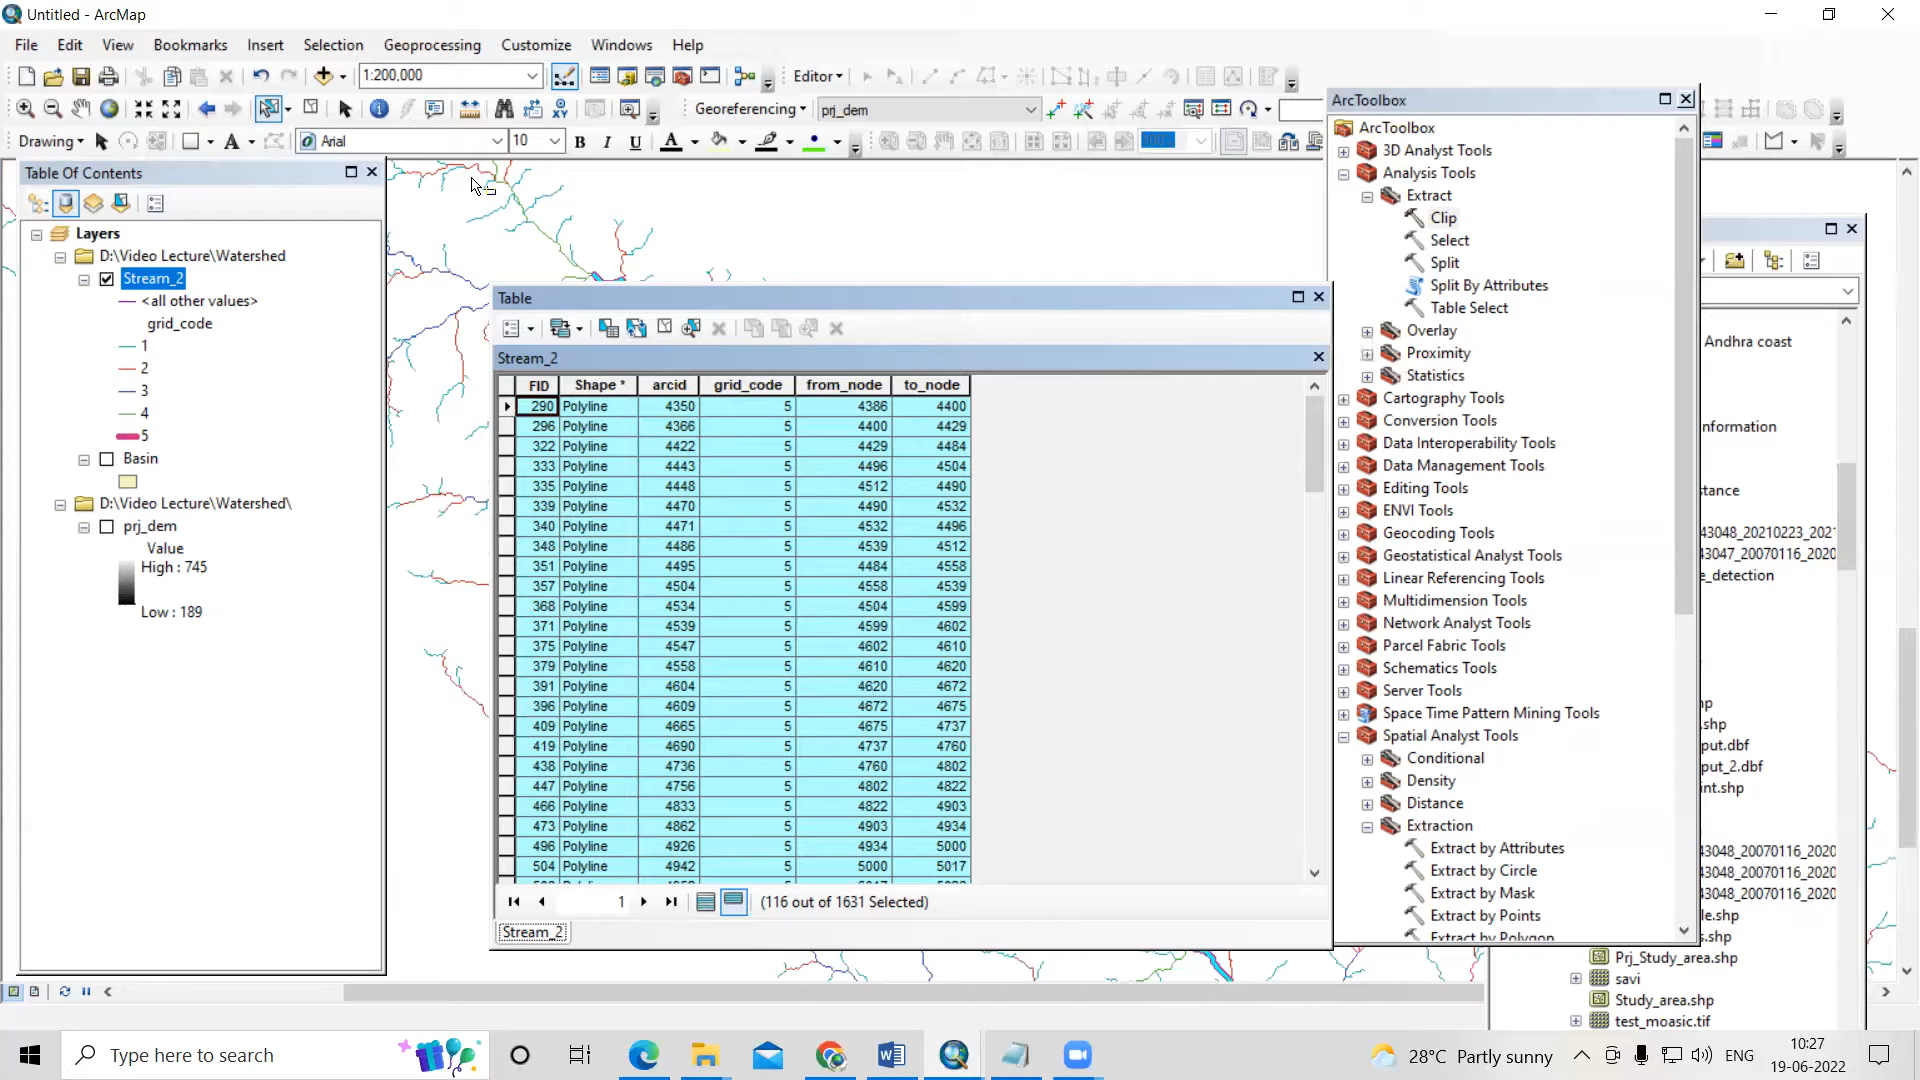 Untitled - ArcMap
File Edit View Bookmarks Insert Selection Geoprocessing Customize Windows Help
1:200,000
Editor
Georeferencing
prj_dem
Drawing
A
Arial
10
B I U A
Table Of Contents
Layers
D:\Video Lecture\Watershed
Stream_2
<all other values>
grid_code
1
2
3
4
5
Basin
D:\Video Lecture\Watershed\
prj_dem
Value
High : 745
Low : 189
Table
Stream_2
FID Shape * arcid grid_code from_node to_node
290 Polyline 4350 5 4386 4400
296 Polyline 4366 5 4400 4429
322 Polyline 4422 5 4429 4484
333 Polyline 4443 5 4496 4504
335 Polyline 4448 5 4512 4490
339 Polyline 4470 5 4490 4532
340 Polyline 4471 5 4532 4496
348 Polyline 4486 5 4539 4512
351 Polyline 4495 5 4484 4558
357 Polyline 4504 5 4558 4539
368 Polyline 4534 5 4504 4599
371 Polyline 4539 5 4599 4602
375 Polyline 4547 5 4602 4610
379 Polyline 4558 5 4610 4620
391 Polyline 4604 5 4620 4672
396 Polyline 4609 5 4672 4675
409 Polyline 4665 5 4675 4737
419 Polyline 4690 5 4737 4760
438 Polyline 4736 5 4760 4802
447 Polyline 4756 5 4802 4822
466 Polyline 4833 5 4822 4903
473 Polyline 4862 5 4903 4934
496 Polyline 4926 5 4934 5000
504 Polyline 4942 5 5000 5017
1
(116 out of 1631 Selected)
Stream_2
ArcToolbox
ArcToolbox
3D Analyst Tools
Analysis Tools
Extract
Clip
Select
Split
Split By Attributes
Table Select
Overlay
Proximity
Statistics
Cartography Tools
Conversion Tools
Data Interoperability Tools
Data Management Tools
Editing Tools
ENVI Tools
Geocoding Tools
Geostatistical Analyst Tools
Linear Referencing Tools
Multidimension Tools
Network Analyst Tools
Parcel Fabric Tools
Schematics Tools
Server Tools
Space Time Pattern Mining Tools
Spatial Analyst Tools
Conditional
Density
Distance
Extraction
Extract by Attributes
Extract by Circle
Extract by Mask
Extract by Points
Extract by Polygon
Andhra coast
nformation
stance
43048_20210223_202
43047_20070116_2020
e_detection
hp
.shp
put.dbf
put_2.dbf
int.shp
43048_20070116_2020
43048_20070116_2020
43048_20070116_2020
le.shp
s.shp
Prj_Study_area.shp
savi
Study_area.shp
test_moasic.tif
Type here to search
28°C Partly sunny
ENG
10:27
19-06-2022